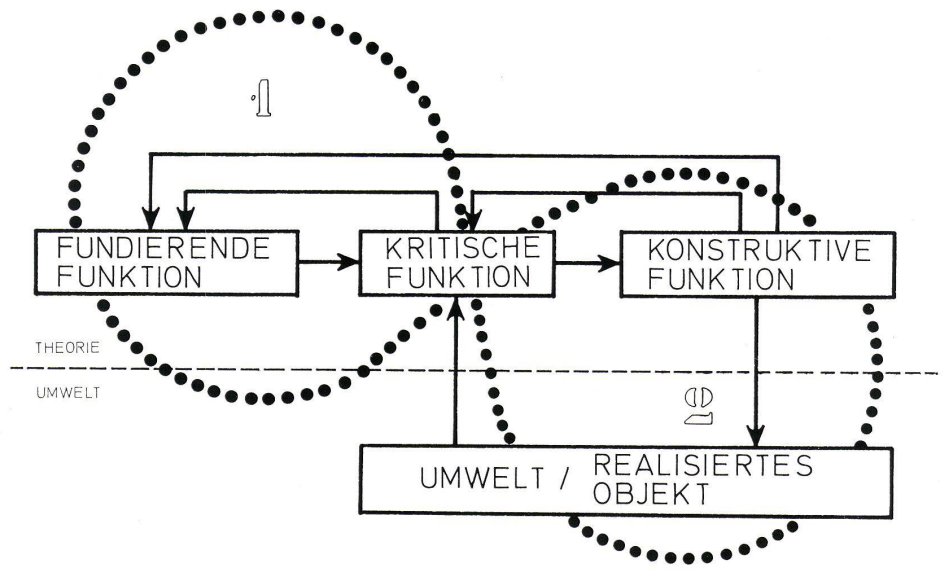 FUNDIERENDE
FUNKTION
KRITISCHE
FUNKTION
KONSTRUKTIVE
FUNKTION
THEORIE
UMWELT
UMWELT / REALISIERTES
OBJEKT